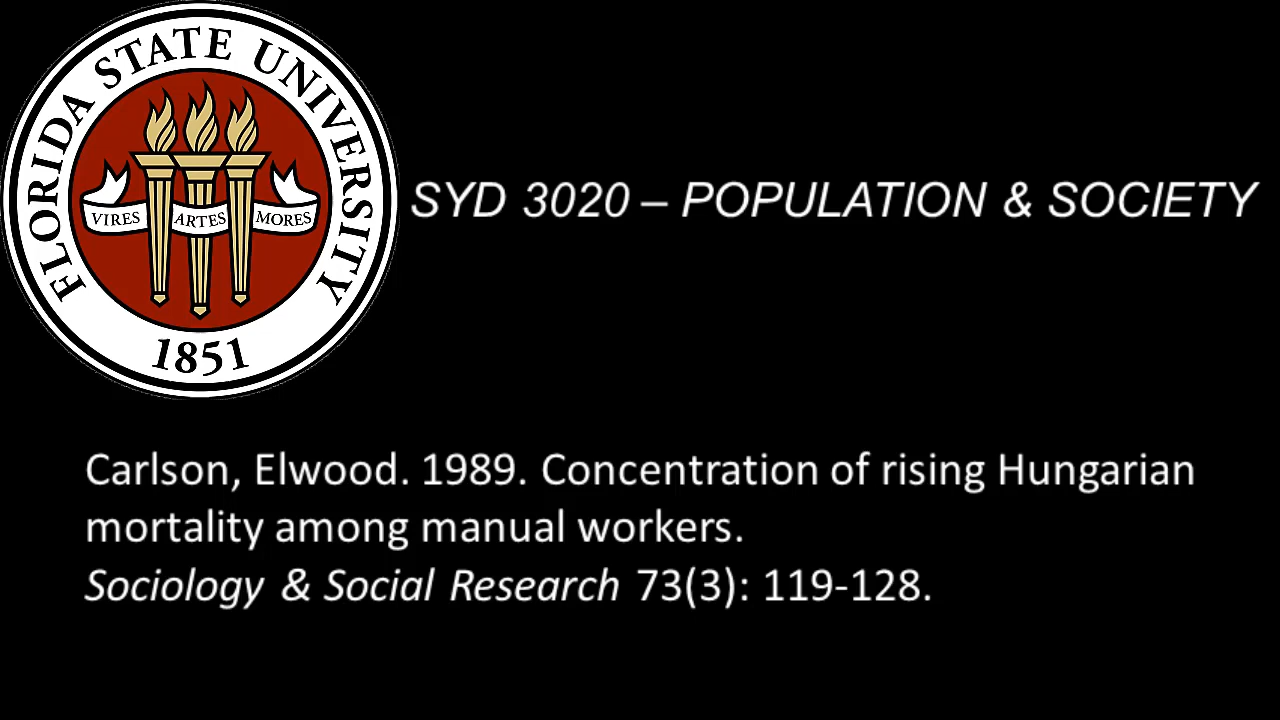 FLORIDA STATE UNIVERSITY
VIRES ARTES MORES
1851
SYD 3020 – POPULATION & SOCIETY
Carlson, Elwood. 1989. Concentration of rising Hungarian
mortality among manual workers.
Sociology & Social Research 73(3): 119-128.